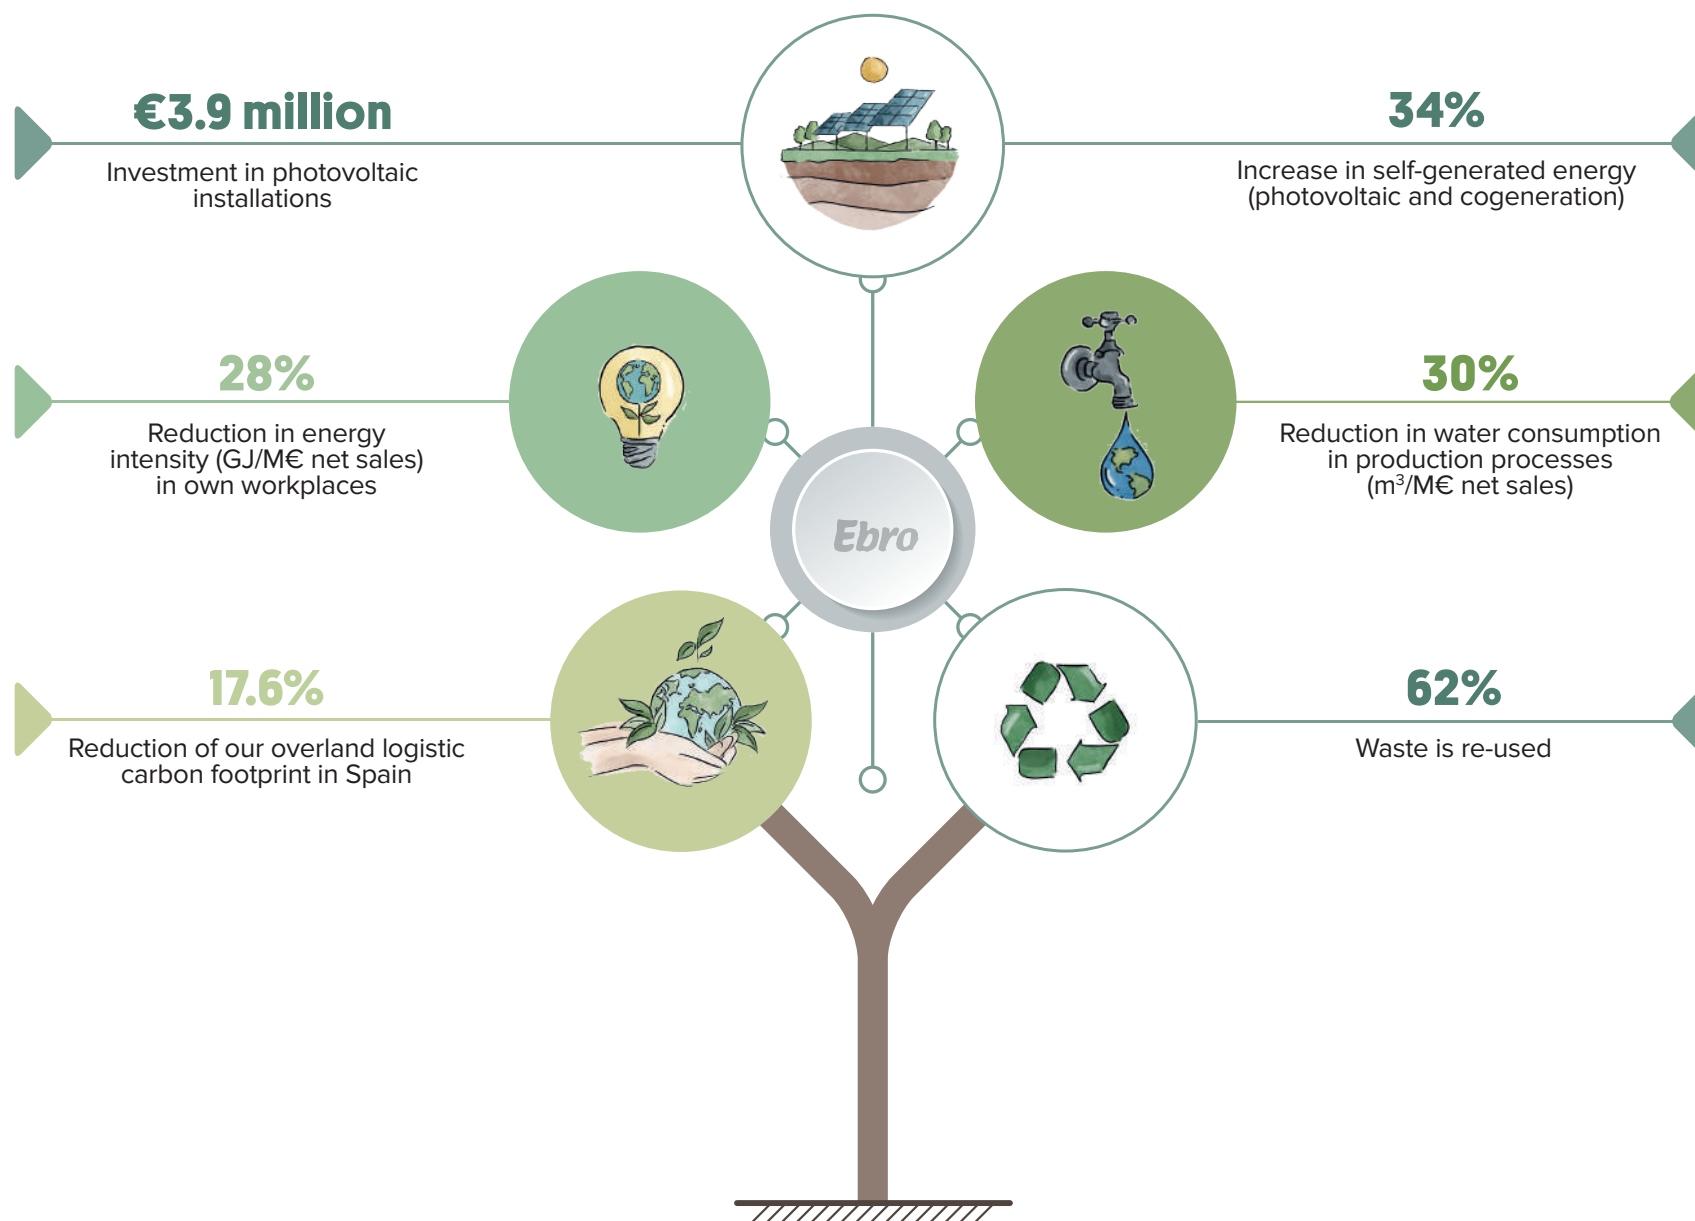 €3.9 million
Investment in photovoltaic
installations
34%
Increase in self-generated energy
(photovoltaic and cogeneration)
28%
Reduction in energy
intensity (GJ/M€ net sales)
in own workplaces
30%
Reduction in water consumption
in production processes
(m³/M€ net sales)
Ebro
17.6%
Reduction of our overland logistic
carbon footprint in Spain
62%
Waste is re-used